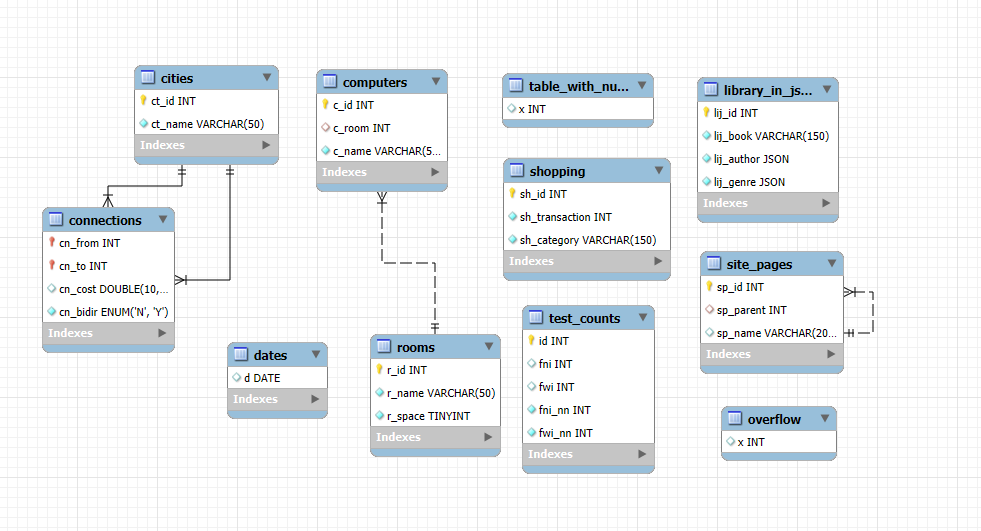 cities
ct_id INT
ct_name VARCHAR(50)
Indexes
computers
c_id INT
c_room INT
c_name VARCHAR(5...
Indexes
table_with_nu...
x INT
library_in_js...
lij_id INT
lij_book VARCHAR(150)
lij_author JSON
lij_genre JSON
Indexes
shopping
sh_id INT
sh_transaction INT
sh_category VARCHAR(150)
Indexes
connections
cn_from INT
cn_to INT
cn_cost DOUBLE(10,...
cn_bidir ENUM('N', 'Y')
Indexes
site_pages
sp_id INT
sp_parent INT
sp_name VARCHAR(20...
Indexes
test_counts
id INT
fni INT
fwi INT
fni_nn INT
fwi_nn INT
Indexes
dates
d DATE
Indexes
rooms
r_id INT
r_name VARCHAR(50)
r_space TINYINT
Indexes
overflow
x INT